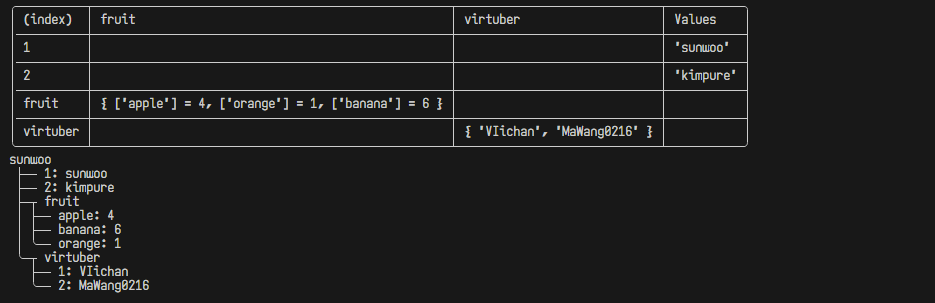 (index) fruit virtuber Values
1 'sunwoo'
2 'kimpure'
fruit { ['apple'] = 4, ['orange'] = 1, ['banana'] = 6 }
virtuber { 'VIichan', 'MaWang0216' }
sunwoo
1: sunwoo
2: kimpure
fruit
apple: 4
banana: 6
orange: 1
virtuber
1: VIichan
2: MaWang0216